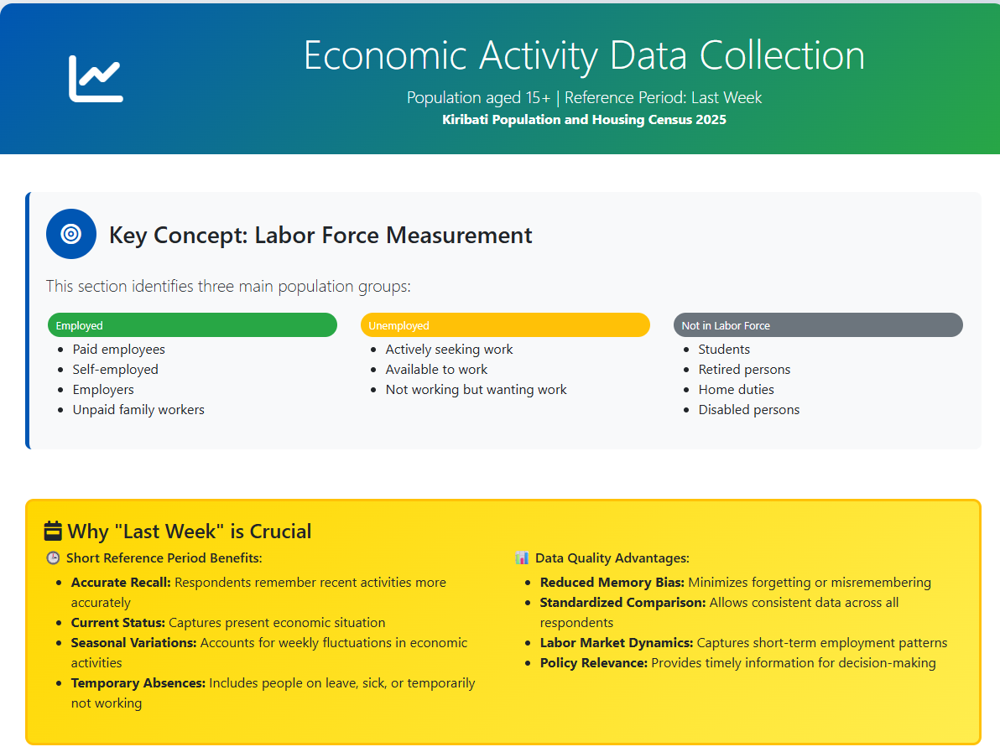 Economic Activity Data Collection
Population aged 15+ | Reference Period: Last Week
Kiribati Population and Housing Census 2025
Key Concept: Labor Force Measurement
This section identifies three main population groups:
Employed
Paid employees
Self-employed
Employers
Unpaid family workers
Unemployed
Actively seeking work
Available to work
Not working but wanting work
Not in Labor Force
Students
Retired persons
Home duties
Disabled persons
Why "Last Week" is Crucial
Short Reference Period Benefits:
Accurate Recall: Respondents remember recent activities more
accurately
Current Status: Captures present economic situation
Seasonal Variations: Accounts for weekly fluctuations in economic
activities
Temporary Absences: Includes people on leave, sick, or temporarily
not working
Data Quality Advantages:
Reduced Memory Bias: Minimizes forgetting or misremembering
Standardized Comparison: Allows consistent data across all
respondents
Labor Market Dynamics: Captures short-term employment patterns
Policy Relevance: Provides timely information for decision-making